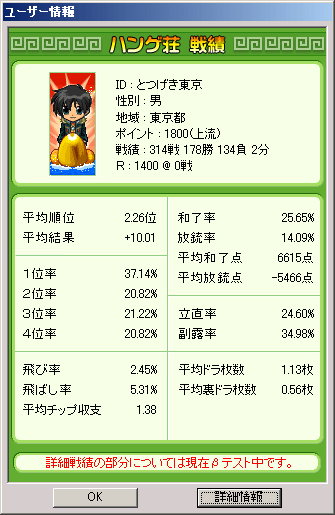 ユーザー情報
ハンゲ荘 戦績
ID : とつげき東京
性別 : 男
地域 : 東京都
ポイント : 1800(上流)
戦績 : 314戦 178勝 134負 2分
R : 1400 @ 0戦
平均順位 2.26位
平均結果 +10.01
1位率 37.14%
2位率 20.82%
3位率 21.22%
4位率 20.82%
飛び率 2.45%
飛ばし率 5.31%
平均チップ収支 1.38
和了率 25.65%
放銃率 14.09%
平均和了点 6615点
平均放銃点 -5466点
立直率 24.60%
副露率 34.98%
平均ドラ枚数 1.13枚
平均裏ドラ枚数 0.56枚
詳細戦績の部分については現在βテスト中です。
OK
詳細情報